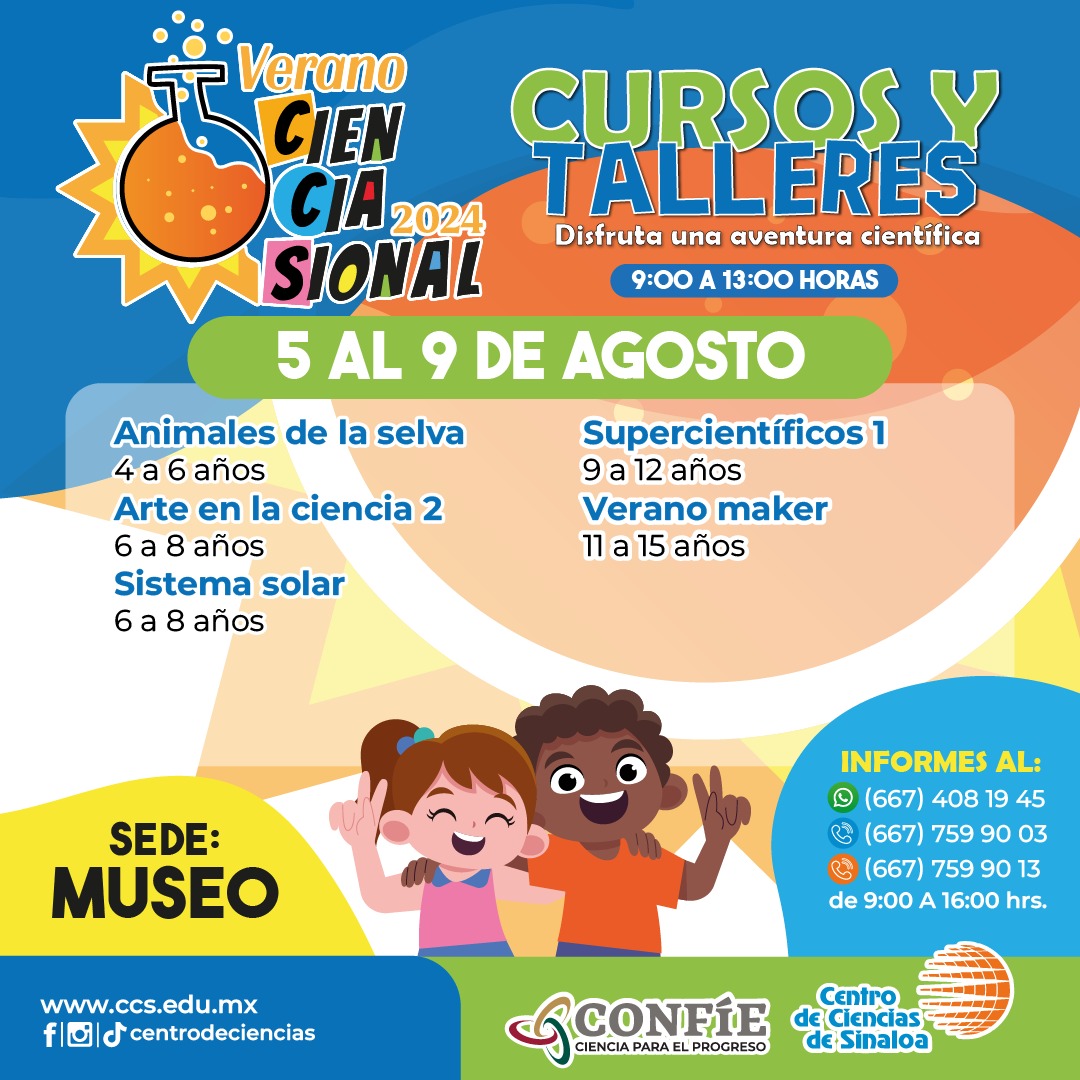 Verano
CIEN
CIA
2024
SIONAL
CURSOS Y
TALLERES
Disfruta una aventura científica
9:00 A 13:00 HORAS
5 AL 9 DE AGOSTO
Animales de la selva
4 a 6 años
Arte en la ciencia 2
6 a 8 años
Sistema solar
6 a 8 años
Supercientíficos 1
9 a 12 años
Verano maker
11 a 15 años
SEDE:
MUSEO
INFORMES AL:
(667) 408 19 45
(667) 759 90 03
(667) 759 90 13
de 9:00 A 16:00 hrs.
www.ccs.edu.mx
centrodeciencias
CONFÍE
CIENCIA PARA EL PROGRESO
Centro
de Ciencias
de Sinaloa